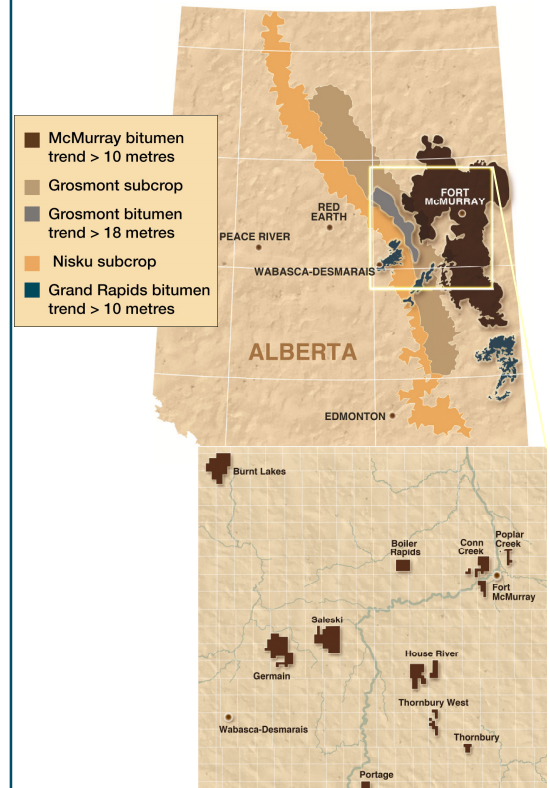 McMurray bitumen
trend > 10 metres
Grosmont subcrop
Grosmont bitumen
trend > 18 metres
Nisku subcrop
Grand Rapids bitumen
trend > 10 metres
FORT
McMURRAY
RED
EARTH
PEACE RIVER
WABASCA-DESMARAIS
ALBERTA
EDMONTON
Burnt Lakes
Boiler
Rapids
Conn
Creek
Poplar
Creek
Fort
McMurray
Saleski
Germain
House River
Thornbury West
Wabasca-Desmarais
Thornbury
Portage